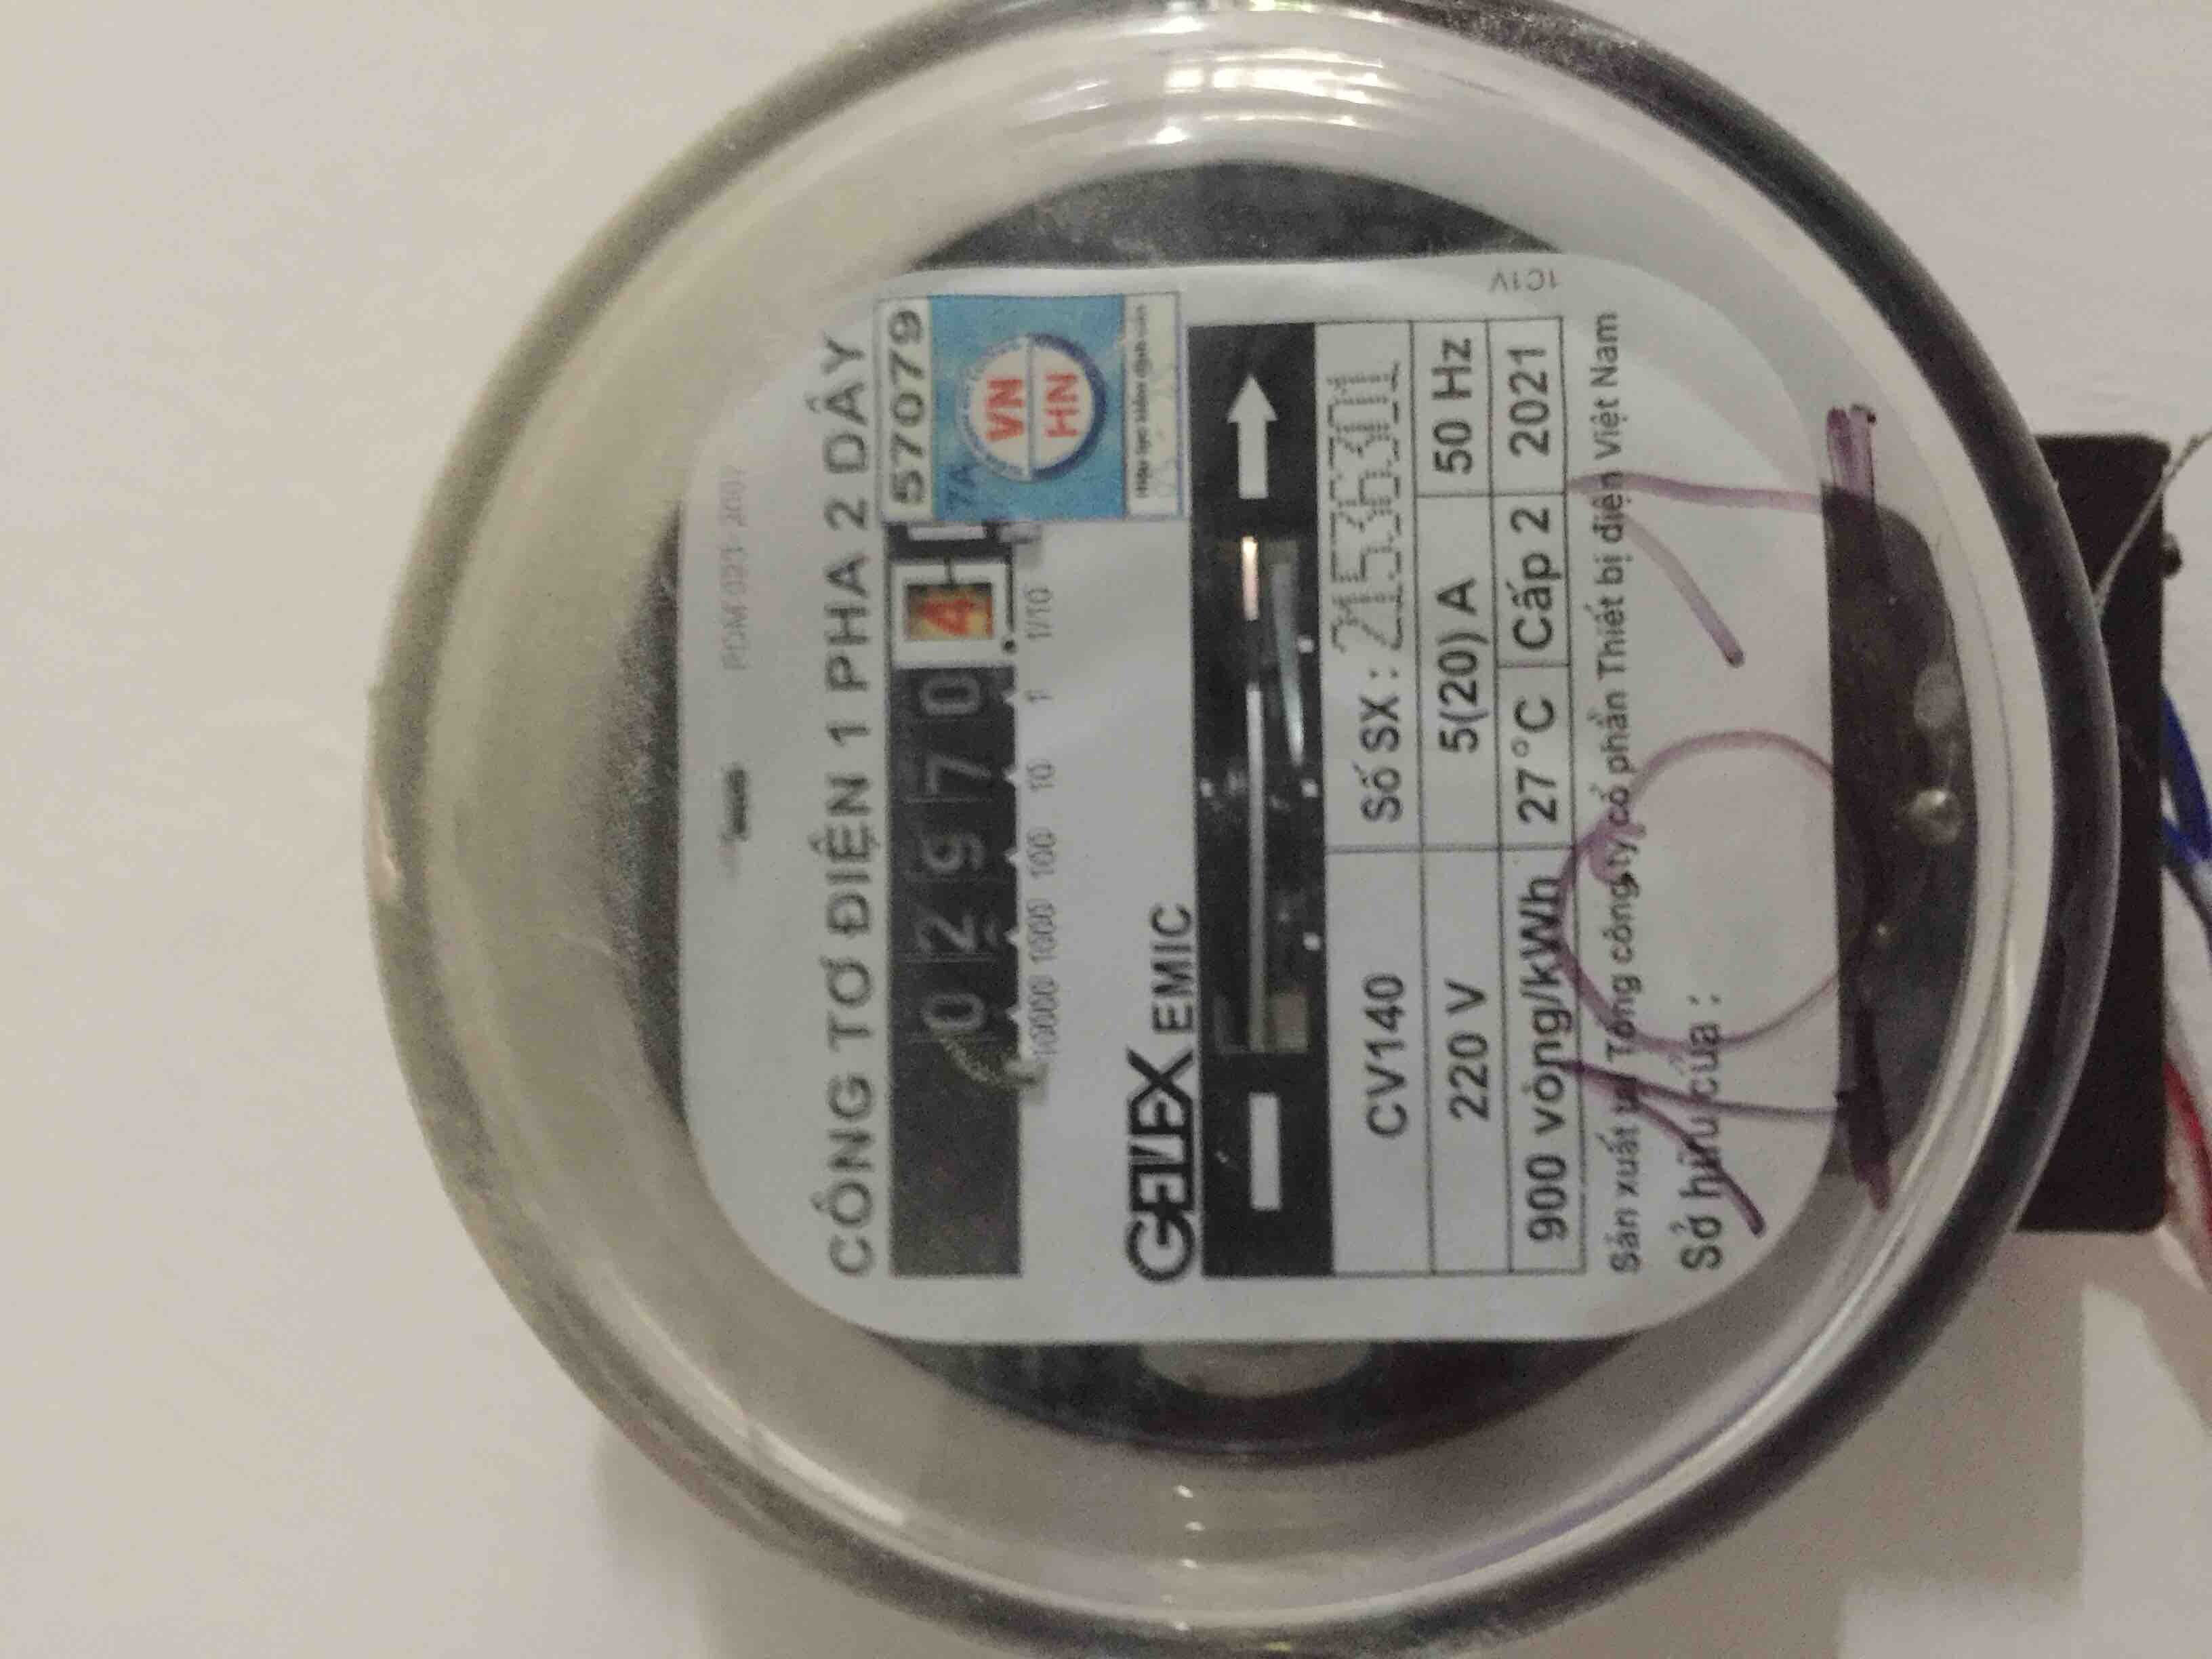 CÔNG TƠ ĐIỆN 1 PHA 2 DÂY
0 2 9 7 0 4
10000 1000 100 10 1 1/10
57079
7A
VN
HN
GELEX
EMIC
CV140
Số SX : 21536301
220 V
5(20) A
50 Hz
900 vòng/kWh
27°C
Cấp 2
2021
Sản xuất tại Tổng công ty cổ phần Thiết bị điện Việt Nam
Sở hữu của :
1C1V